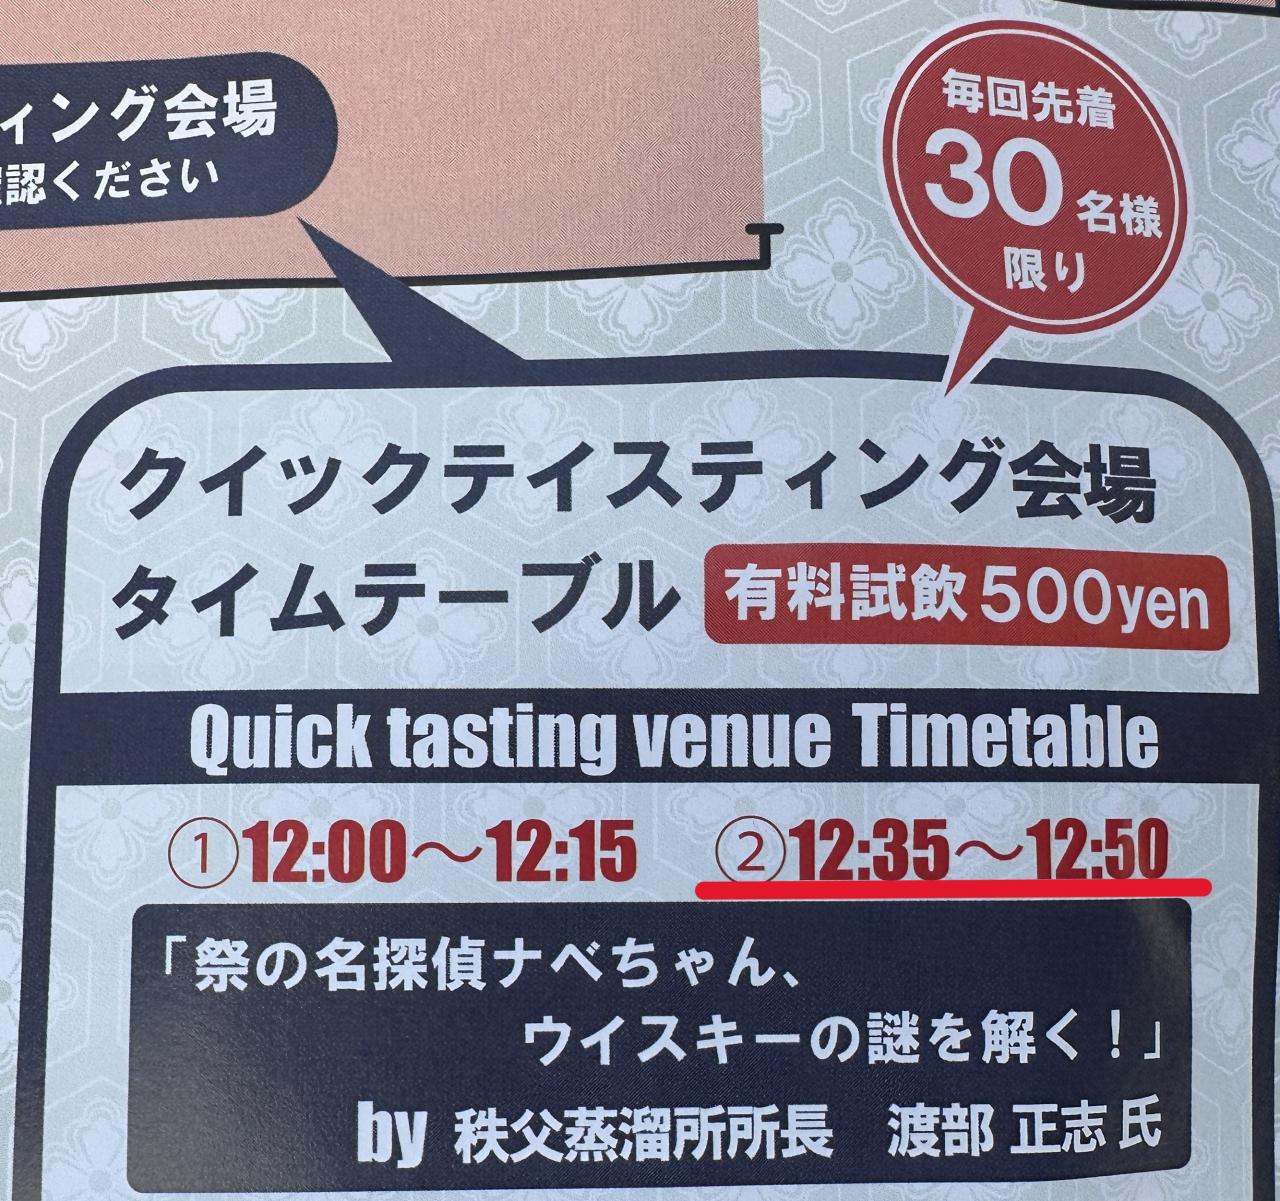 ィング会場
認ください
毎回先着
30名様
限り
クイックテイスティング会場
タイムテーブル 有料試飲500yen
Quick tasting venue Timetable
①12:00～12:15 ②12:35～12:50
「祭の名探偵ナベちゃん、
ウイスキーの謎を解く！」
by 秩父蒸溜所所長 渡部 正志 氏